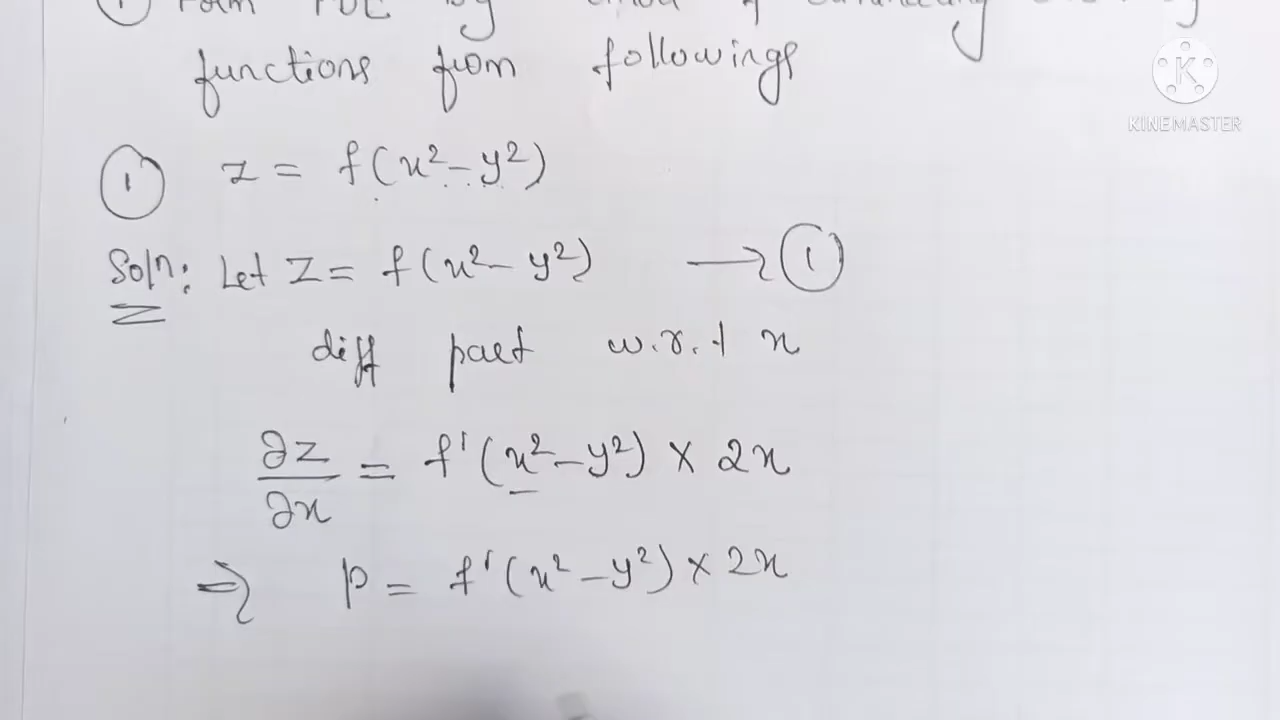 functions from followings
① z = f(x² - y²)
Soln: Let Z = f(x² - y²) → ①
diff part w.r.t x
∂z/∂x = f'(x² - y²) × 2x
⇒ p = f'(x² - y²) × 2x
KINEMASTER